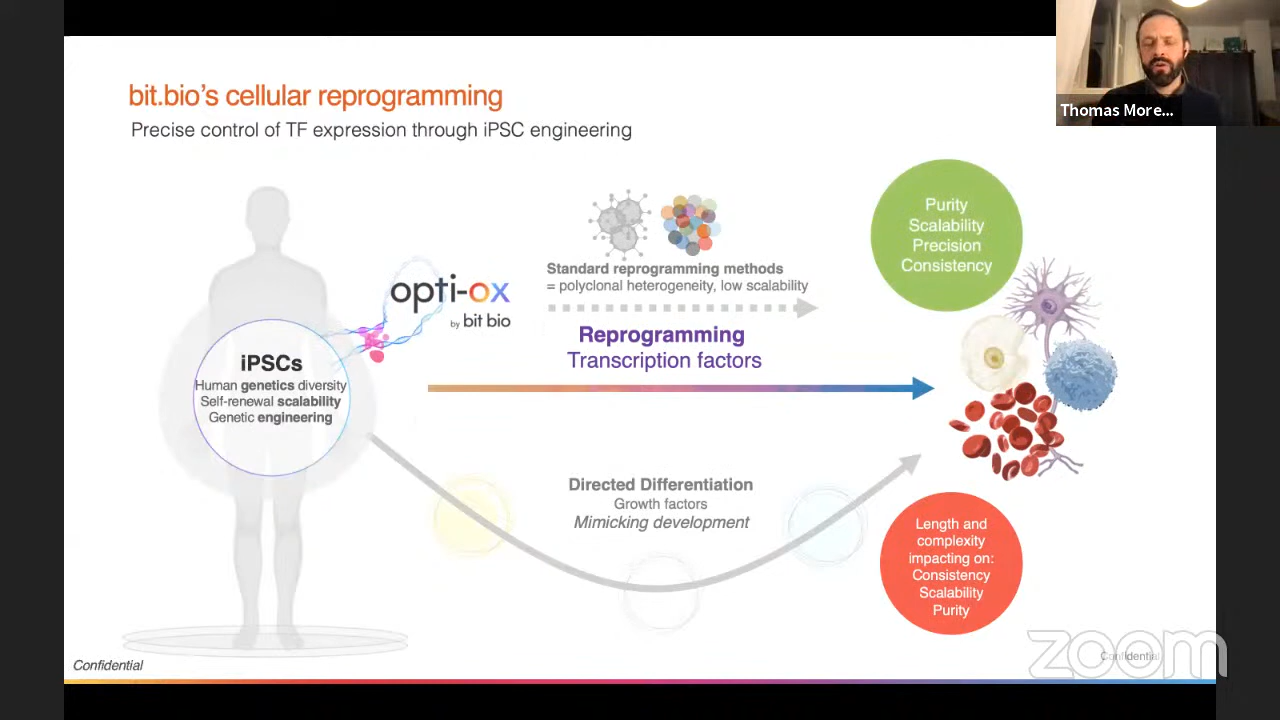 bit.bio's cellular reprogramming
Precise control of TF expression through iPSC engineering
Thomas More...
opti-ox
by bit bio
Standard reprogramming methods
= polyclonal heterogeneity, low scalability
Reprogramming
Transcription factors
Purity
Scalability
Precision
Consistency
iPSCs
Human genetics diversity
Self-renewal scalability
Genetic engineering
Directed Differentiation
Growth factors
Mimicking development
Length and
complexity
impacting on:
Consistency
Scalability
Purity
Confidential
Confidential
zoom